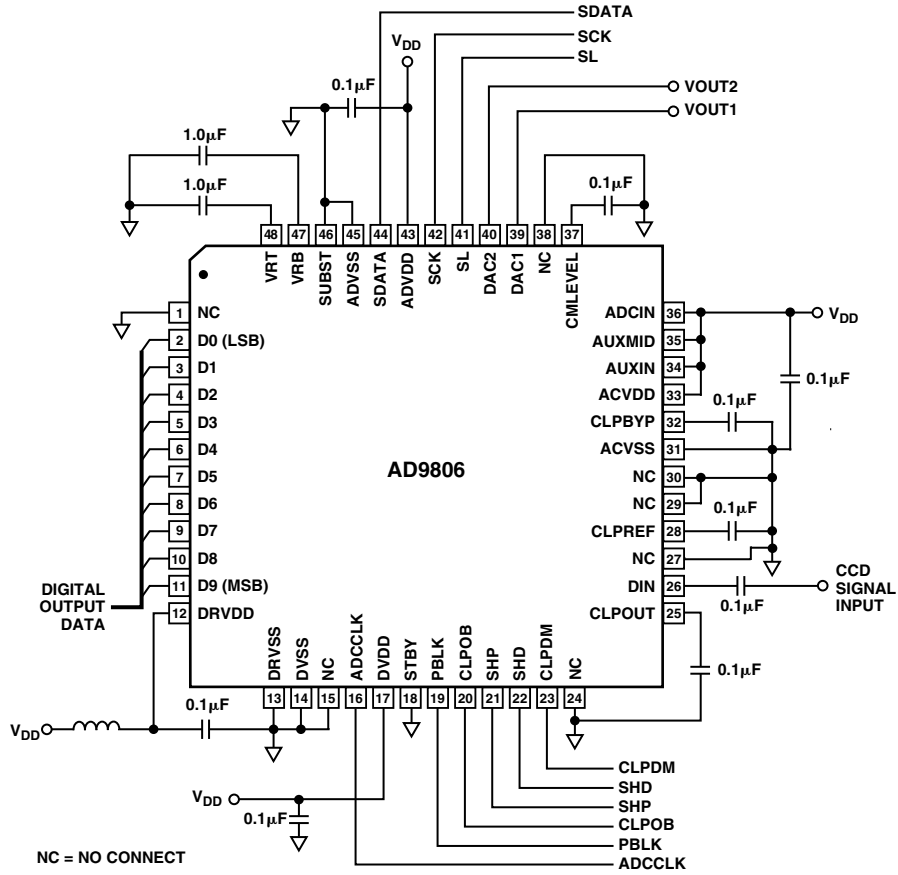 SDATA
SCK
SL
VDD
0.1µF
VOUT2
VOUT1
1.0µF
1.0µF
0.1µF
48 47 46 45 44 43 42 41 40 39 38 37
VRT VRB SUBST ADVSS SDATA ADVDD SCK SL DAC2 DAC1 NC CMLEVEL
1 NC
2 D0 (LSB)
3 D1
4 D2
5 D3
6 D4
7 D5
8 D6
9 D7
10 D8
11 D9 (MSB)
12 DRVDD
DIGITAL
OUTPUT
DATA
AD9806
ADCIN 36
AUXMID 35
AUXIN 34
ACVDD 33
CLPBYP 32
ACVSS 31
NC 30
NC 29
CLPREF 28
NC 27
DIN 26
CLPOUT 25
VDD
0.1µF
0.1µF
0.1µF
0.1µF
CCD
SIGNAL
INPUT
0.1µF
DRVSS DVSS NC ADCCLK DVDD STBY PBLK CLPOB SHP SHD CLPDM NC
13 14 15 16 17 18 19 20 21 22 23 24
VDD
0.1µF
VDD
0.1µF
CLPDM
SHD
SHP
CLPOB
PBLK
ADCCLK
NC = NO CONNECT